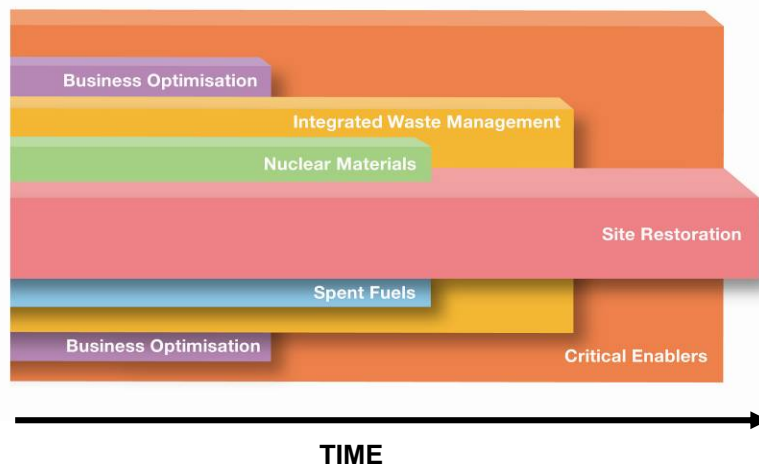 Business Optimisation
Integrated Waste Management
Nuclear Materials
Site Restoration
Spent Fuels
Business Optimisation
Critical Enablers
TIME